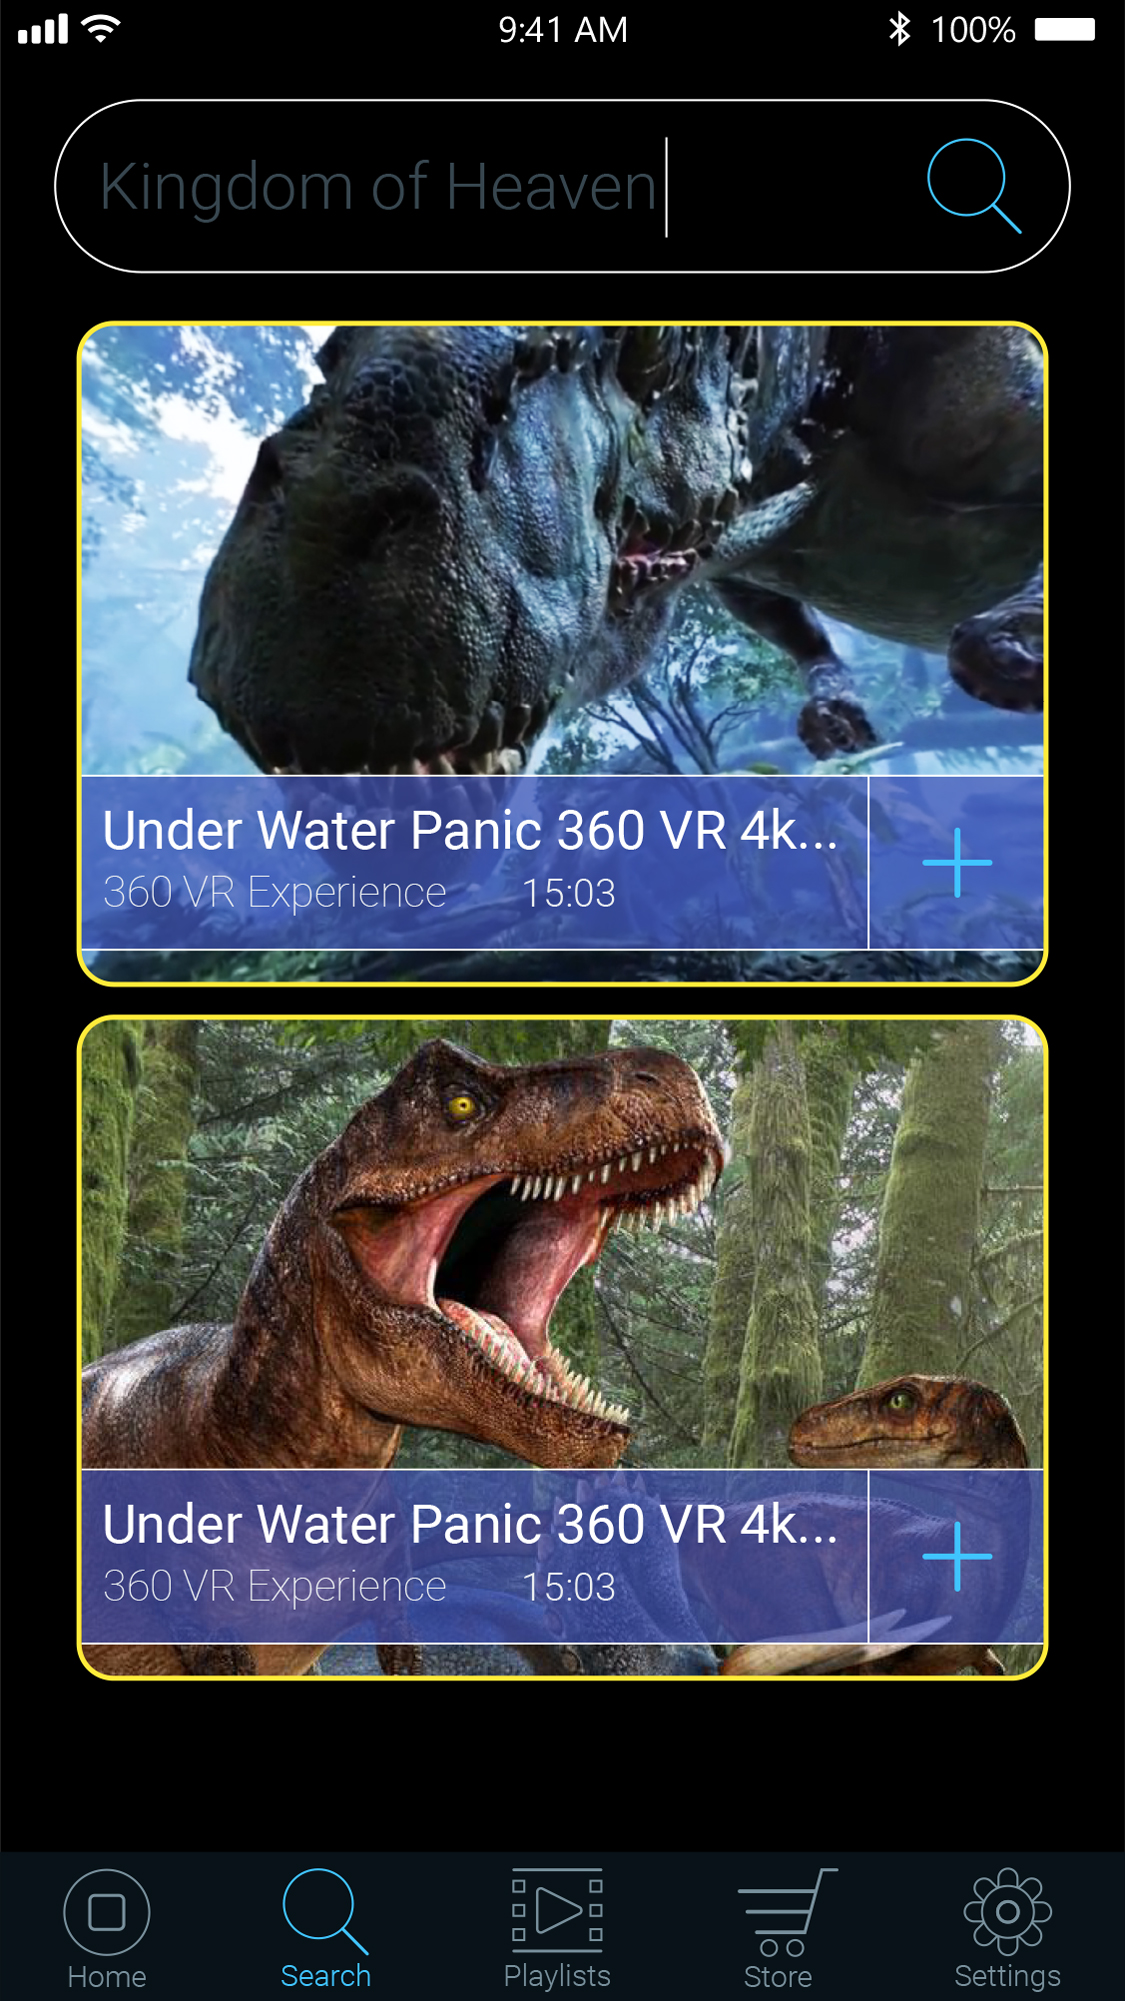 9:41 AM 100%
Kingdom of Heaven
Under Water Panic 360 VR 4k...
360 VR Experience 15:03
Under Water Panic 360 VR 4k...
360 VR Experience 15:03
Home Search Playlists Store Settings